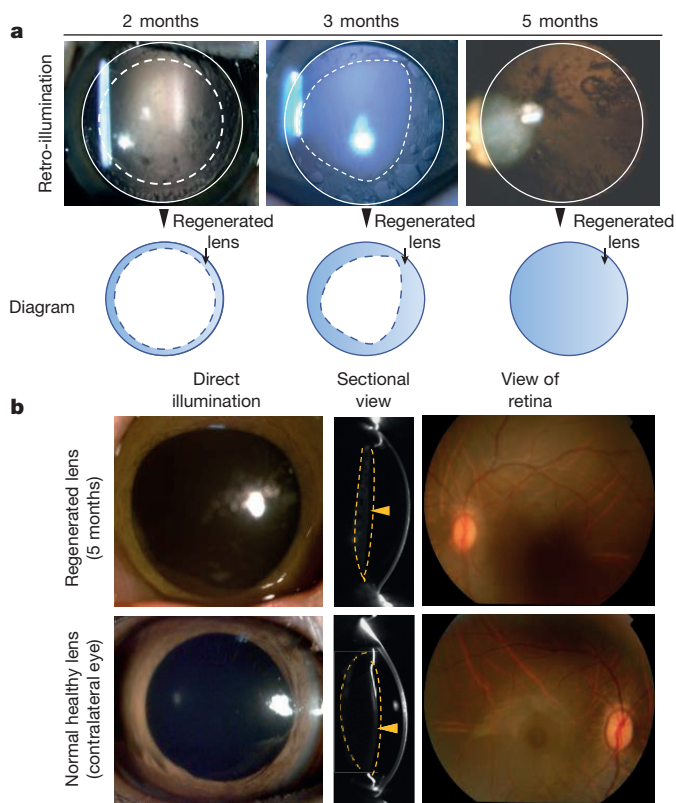 2 months 3 months 5 months
a
Retro-illumination
Regenerated lens
Regenerated lens
Regenerated lens
Diagram
b
Direct illumination
Sectional view
View of retina
Regenerated lens (5 months)
Normal healthy lens (contralateral eye)